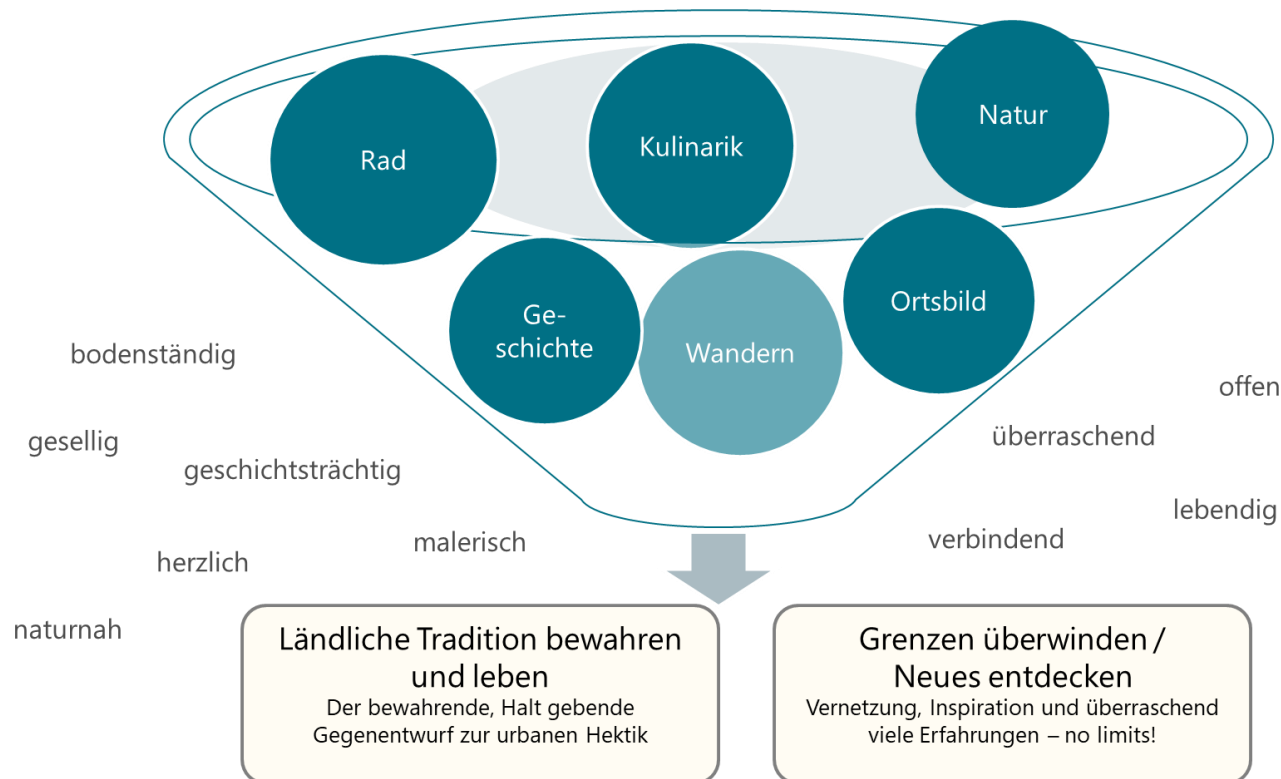 Rad
Kulinarik
Natur
Ge-
schichte
Wandern
Ortsbild
bodenständig
gesellig
geschichtsträchtig
malerisch
herzlich
naturnah
offen
überraschend
lebendig
verbindend
Ländliche Tradition bewahren
und leben
Der bewahrende, Halt gebende
Gegenentwurf zur urbanen Hektik
Grenzen überwinden /
Neues entdecken
Vernetzung, Inspiration und überraschend
viele Erfahrungen – no limits!